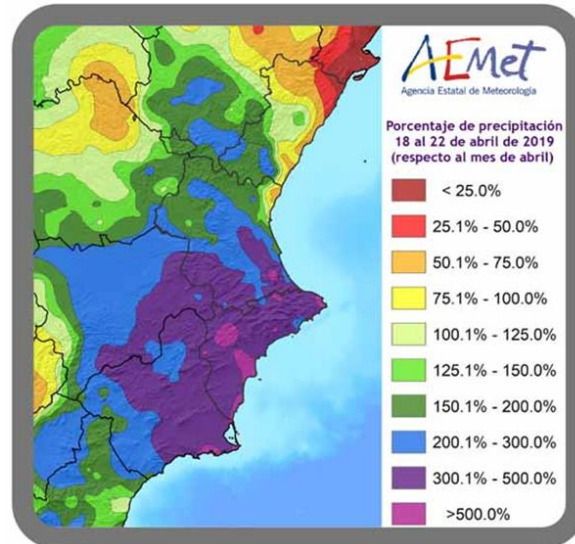 AEMet
Agencia Estatal de Meteorología
Porcentaje de precipitación
18 al 22 de abril de 2019
(respecto al mes de abril)
< 25.0%
25.1% - 50.0%
50.1% - 75.0%
75.1% - 100.0%
100.1% - 125.0%
125.1% - 150.0%
150.1% - 200.0%
200.1% - 300.0%
300.1% - 500.0%
>500.0%